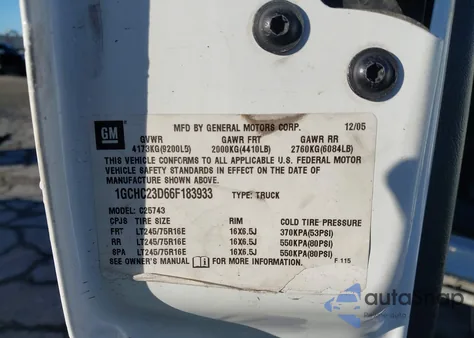 GM
MFD BY GENERAL MOTORS CORP. 12/05
GVWR GAWR FRT GAWR RR
4173KG(9200LB) 2000KG(4410LB) 2760KG(6084LB)
THIS VEHICLE CONFORMS TO ALL APPLICABLE U.S. FEDERAL MOTOR
VEHICLE SAFETY STANDARDS IN EFFECT ON THE DATE OF
MANUFACTURE SHOWN ABOVE.
1GCHC23D66F183933 TYPE: TRUCK
MODEL: C25743
TIRE SIZE RIM COLD TIRE PRESSURE
FRT LT245/75R16E 16X6.5J 370KPA(53PSI)
RR LT245/75R16E 16X6.5J 550KPA(80PSI)
SPA LT245/75R16E 16X6.5J 550KPA(80PSI)
SEE OWNER'S MANUAL FOR ADDITIONAL INFORMATION. F 115
autoSnap